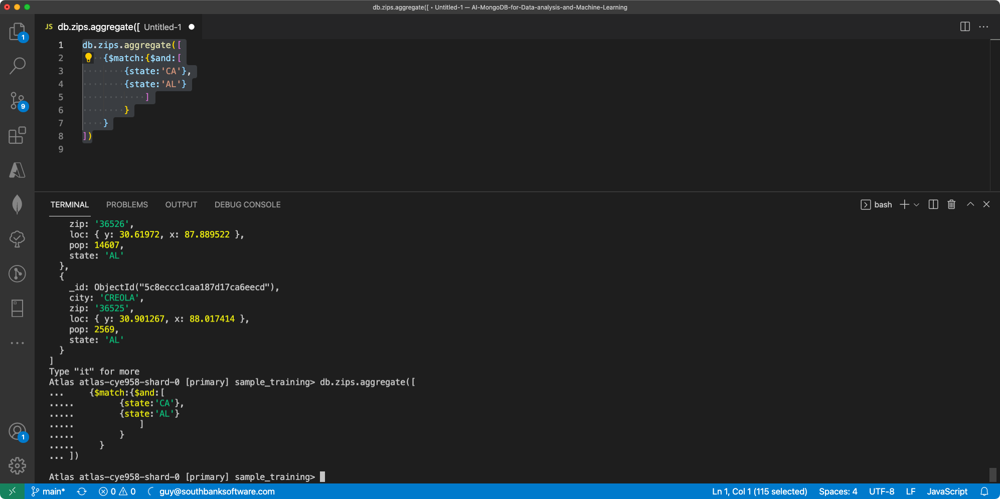 db.zips.aggregate([ • Untitled-1 — AI-MongoDB-for-Data-analysis-and-Machine-Learning
JS db.zips.aggregate([ Untitled-1
1
9
1
1 db.zips.aggregate([
2 {$match:{$and:[
3 {state:'CA'},
4 {state:'AL'}
5 ]
6 }
7 }
8 ])
9
TERMINAL PROBLEMS OUTPUT DEBUG CONSOLE bash
zip: '36526',
loc: { y: 30.61972, x: 87.889522 },
pop: 14607,
state: 'AL'
},
{
_id: ObjectId("5c8eccc1caa187d17ca6eecd"),
city: 'CREOLA',
zip: '36525',
loc: { y: 30.901267, x: 88.017414 },
pop: 2569,
state: 'AL'
}
]
Type "it" for more
Atlas atlas-cye958-shard-0 [primary] sample_training> db.zips.aggregate([
... {$match:{$and:[
..... {state:'CA'},
..... {state:'AL'}
..... ]
..... }
..... }
... ])
Atlas atlas-cye958-shard-0 [primary] sample_training>
main* 0 0 guy@southbanksoftware.com Ln 1, Col 1 (115 selected) Spaces: 4 UTF-8 LF JavaScript